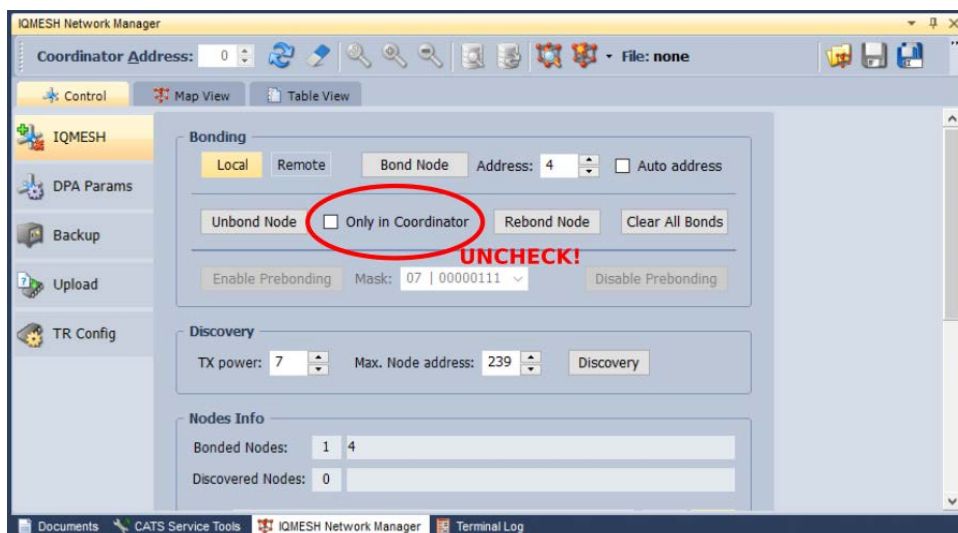 IQMESH Network Manager
Coordinator Address: 0 File: none
Control Map View Table View
IQMESH
DPA Params
Backup
Upload
TR Config
Bonding
Local Remote Bond Node Address: 4 Auto address
Unbond Node Only in Coordinator Rebond Node Clear All Bonds
UNCHECK!
Enable Prebonding Mask: 07 | 00000111 Disable Prebonding
Discovery
TX power: 7 Max. Node address: 239 Discovery
Nodes Info
Bonded Nodes: 1 4
Discovered Nodes: 0
Documents CATS Service Tools IQMESH Network Manager Terminal Log